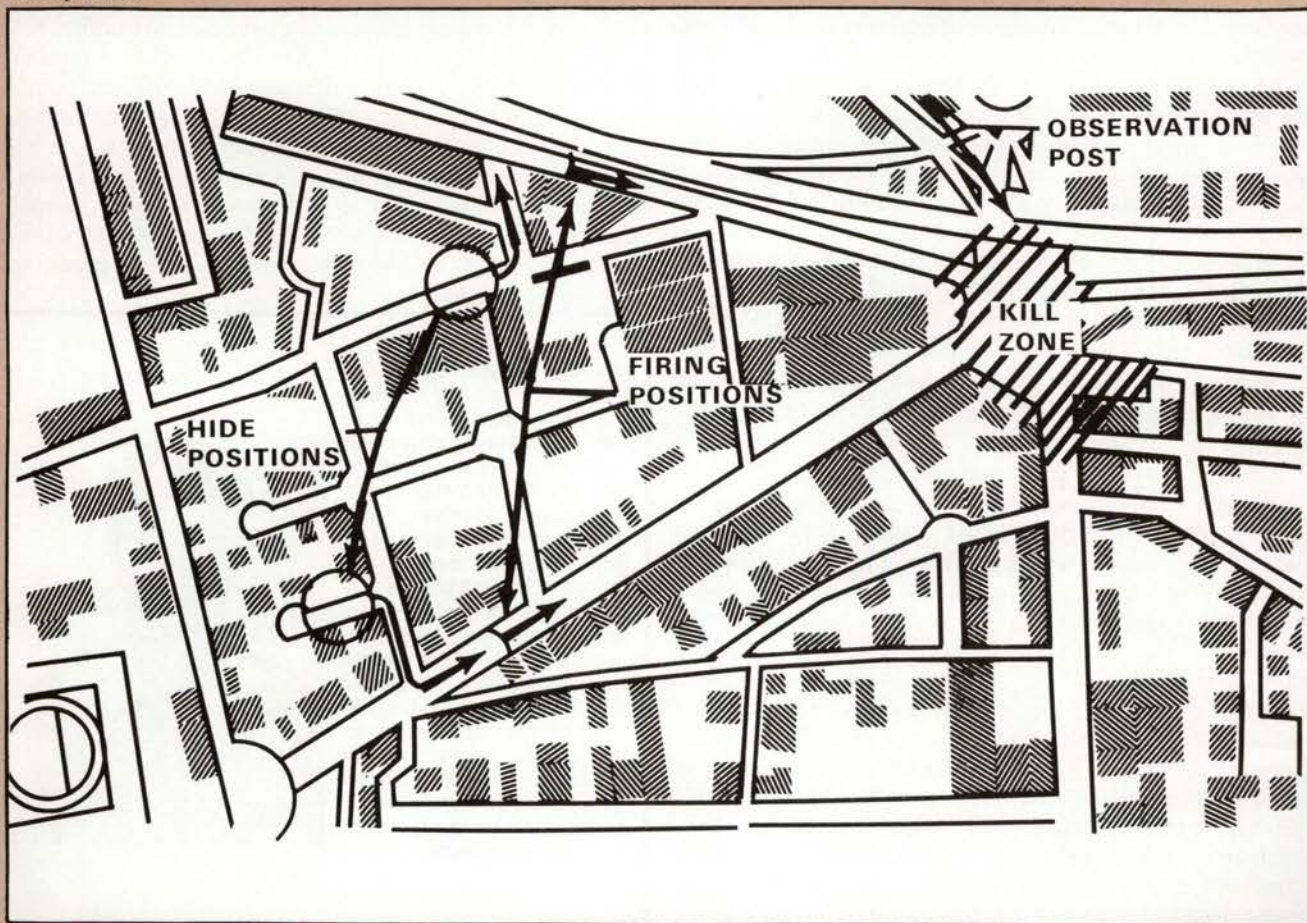 OBSERVATION
POST
KILL
ZONE
FIRING
POSITIONS
HIDE
POSITIONS